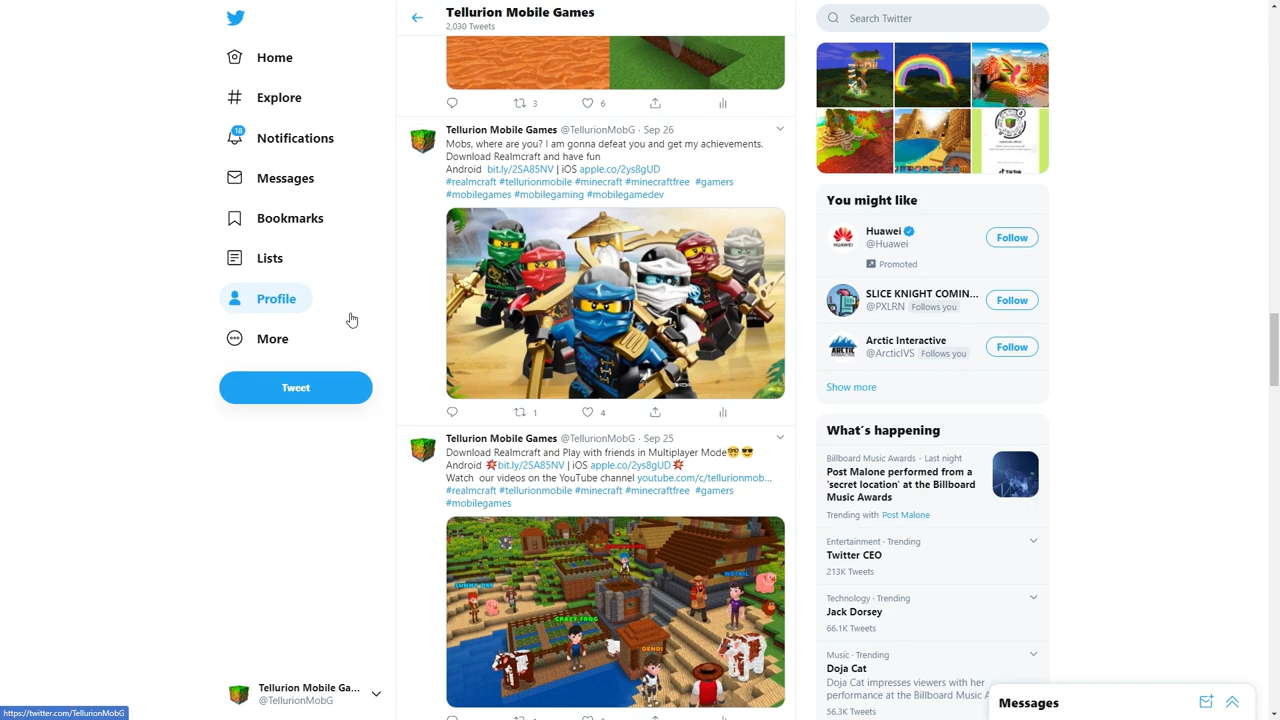 Home
Explore
18
Notifications
Messages
Bookmarks
Lists
Profile
More
Tweet
Tellurion Mobile Ga...
@TellurionMobG
https://twitter.com/TellurionMobG
Tellurion Mobile Games
2,030 Tweets
3
6
Tellurion Mobile Games @TellurionMobG · Sep 26
Mobs, where are you? I am gonna defeat you and get my achievements.
Download Realmcraft and have fun
Android bit.ly/2SA85NV | iOS apple.co/2ys8gUD
#realmcraft #tellurionmobile #minecraft #minecraftfree #gamers
#mobilegames #mobilegaming #mobilegamedev
1
4
Tellurion Mobile Games @TellurionMobG · Sep 25
Download Realmcraft and Play with friends in Multiplayer Mode🤓😎
Android 💥bit.ly/2SA85NV | iOS apple.co/2ys8gUD💥
Watch our videos on the YouTube channel youtube.com/c/tellurionmob...
#realmcraft #tellurionmobile #minecraft #minecraftfree #gamers
#mobilegames
CRAZY FROG
DENDI
Search Twitter
TikTok
You might like
HUAWEI
Huawei
@Huawei
Promoted
Follow
SLICE KNIGHT COMIN...
@PXLRN Follows you
Follow
ARCTIC
Arctic Interactive
@ArcticIVS Follows you
Follow
Show more
What's happening
Billboard Music Awards · Last night
Post Malone performed from a
'secret location' at the Billboard
Music Awards
Trending with Post Malone
Entertainment · Trending
Twitter CEO
213K Tweets
Technology · Trending
Jack Dorsey
66.1K Tweets
Music · Trending
Doja Cat
Doja Cat impresses viewers with her
performance at the Billboard Music A
56.3K Tweets
Messages